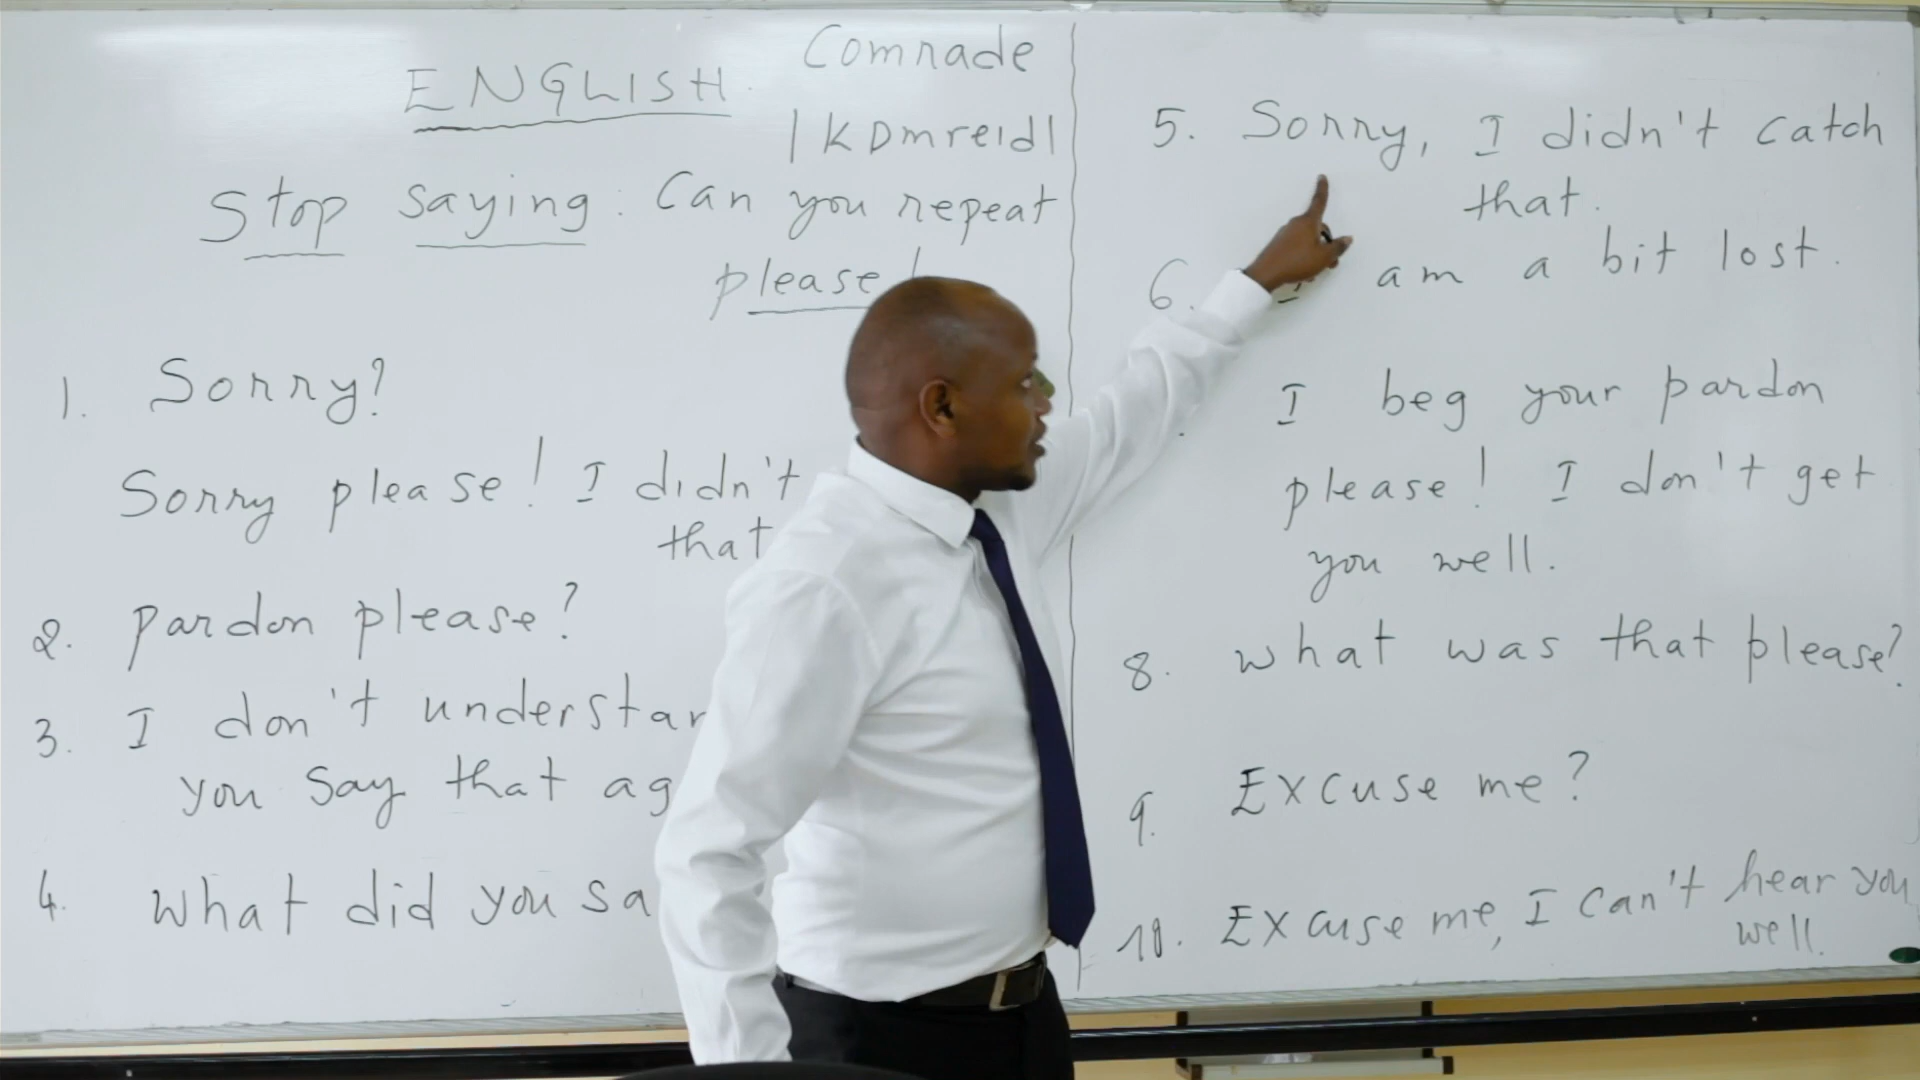 ENGLISH
Comrade
|KDmreid|
Stop saying: Can you repeat
please!
1. Sorry?
Sorry please! I didn't
that
2. Pardon please?
3. I don't understan
you say that ag
4. What did you sa
5. Sorry, I didn't catch
that.
6. I am a bit lost.
I beg your pardon
please! I don't get
you well.
8. What was that please?
9. Excuse me?
10. Excuse me, I can't hear you
well.